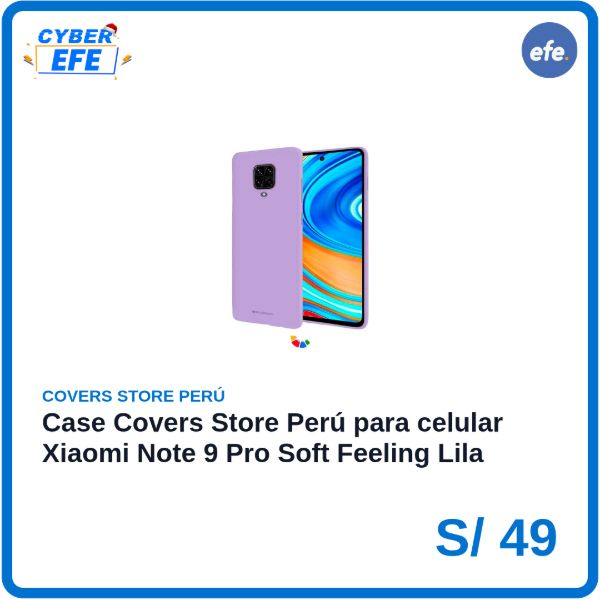 CYBER
EFE
efe.
COVERS STORE PERÚ
Case Covers Store Perú para celular
Xiaomi Note 9 Pro Soft Feeling Lila
S/ 49